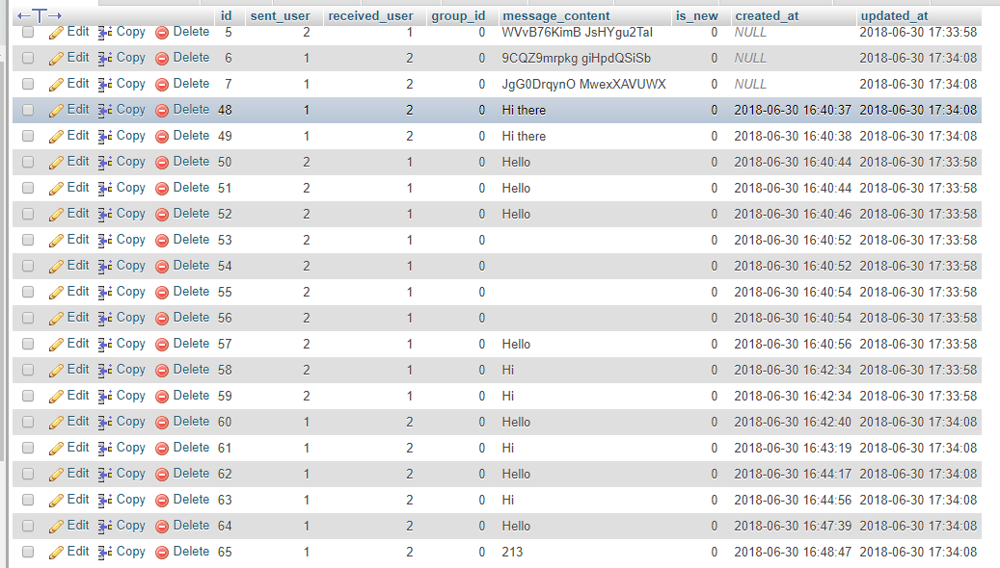 id sent_user received_user group_id message_content is_new created_at updated_at
Edit Copy Delete 5 2 1 0 WVvB76KimB JsHYgu2TaI 0 NULL 2018-06-30 17:33:58
Edit Copy Delete 6 1 2 0 9CQZ9mrpkg giHpdQSiSb 0 NULL 2018-06-30 17:34:08
Edit Copy Delete 7 1 2 0 JgG0DrqynO MwexXAVUWX 0 NULL 2018-06-30 17:34:08
Edit Copy Delete 48 1 2 0 Hi there 0 2018-06-30 16:40:37 2018-06-30 17:34:08
Edit Copy Delete 49 1 2 0 Hi there 0 2018-06-30 16:40:38 2018-06-30 17:34:08
Edit Copy Delete 50 2 1 0 Hello 0 2018-06-30 16:40:44 2018-06-30 17:33:58
Edit Copy Delete 51 2 1 0 Hello 0 2018-06-30 16:40:44 2018-06-30 17:33:58
Edit Copy Delete 52 2 1 0 Hello 0 2018-06-30 16:40:46 2018-06-30 17:33:58
Edit Copy Delete 53 2 1 0 0 2018-06-30 16:40:52 2018-06-30 17:33:58
Edit Copy Delete 54 2 1 0 0 2018-06-30 16:40:52 2018-06-30 17:33:58
Edit Copy Delete 55 2 1 0 0 2018-06-30 16:40:54 2018-06-30 17:33:58
Edit Copy Delete 56 2 1 0 0 2018-06-30 16:40:54 2018-06-30 17:33:58
Edit Copy Delete 57 2 1 0 Hello 0 2018-06-30 16:40:56 2018-06-30 17:33:58
Edit Copy Delete 58 2 1 0 Hi 0 2018-06-30 16:42:34 2018-06-30 17:33:58
Edit Copy Delete 59 2 1 0 Hi 0 2018-06-30 16:42:34 2018-06-30 17:33:58
Edit Copy Delete 60 1 2 0 Hello 0 2018-06-30 16:42:40 2018-06-30 17:34:08
Edit Copy Delete 61 1 2 0 Hi 0 2018-06-30 16:43:19 2018-06-30 17:34:08
Edit Copy Delete 62 1 2 0 Hello 0 2018-06-30 16:44:17 2018-06-30 17:34:08
Edit Copy Delete 63 1 2 0 Hi 0 2018-06-30 16:44:56 2018-06-30 17:34:08
Edit Copy Delete 64 1 2 0 Hello 0 2018-06-30 16:47:39 2018-06-30 17:34:08
Edit Copy Delete 65 1 2 0 213 0 2018-06-30 16:48:47 2018-06-30 17:34:08